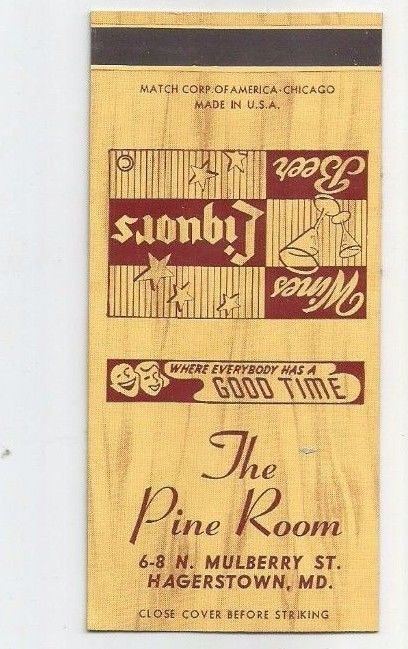 MATCH CORP. OF AMERICA·CHICAGO
MADE IN U.S.A.
Wines
Liquors
Beer
WHERE EVERYBODY HAS A
GOOD TIME
The
Pine Room
6-8 N. MULBERRY ST.
HAGERSTOWN, MD.
CLOSE COVER BEFORE STRIKING